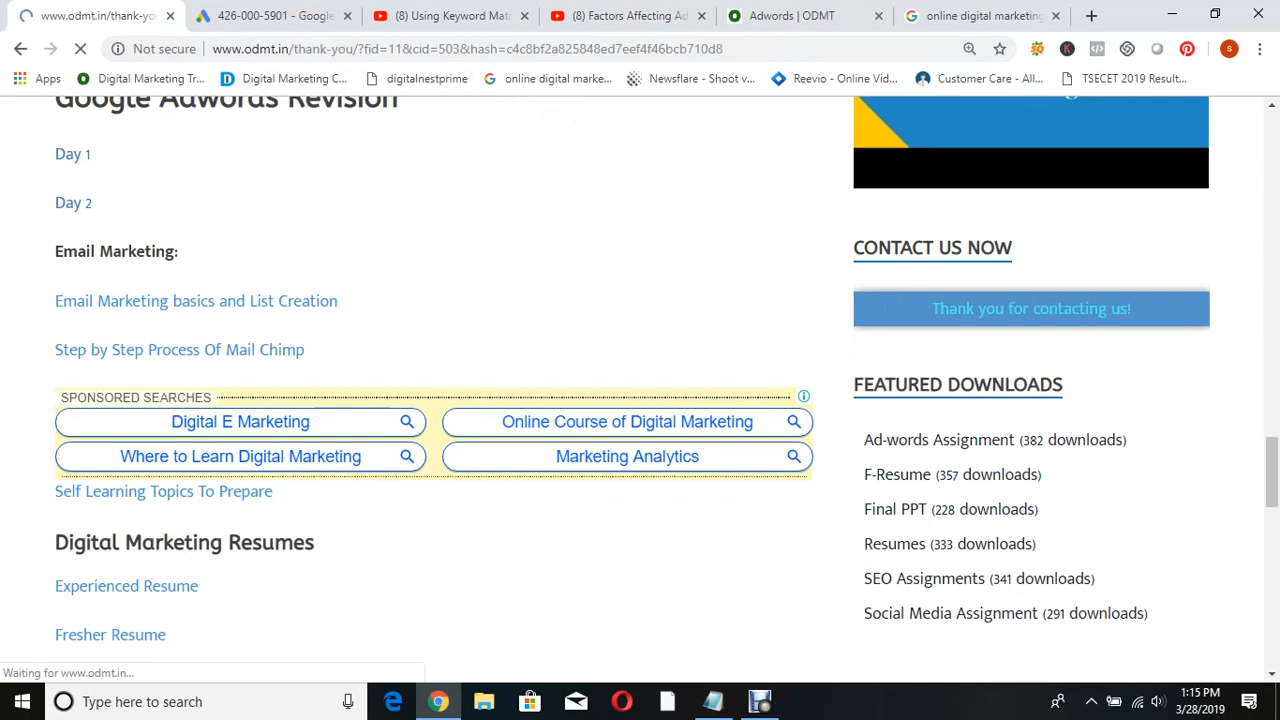 www.odmt.in/thank-yo
426-000-5901 - Google
(8) Using Keyword Mat
(8) Factors Affecting Ad
Adwords | ODMT
online digital marketing
Not secure
www.odmt.in/thank-you/?fid=11&cid=503&hash=c4c8bf2a825848ed7eef4f46bcb710d8
s
Apps
Digital Marketing Tr...
Digital Marketing C...
digitalnestprime
online digital marke...
Newsflare - Shoot v...
Reevio - Online Vid...
Customer Care - Al...
TSECET 2019 Result...
Google Adwords Revision
Day 1
Day 2
Email Marketing:
Email Marketing basics and List Creation
Step by Step Process Of Mail Chimp
SPONSORED SEARCHES
Digital E Marketing
Online Course of Digital Marketing
Where to Learn Digital Marketing
Marketing Analytics
Self Learning Topics To Prepare
Digital Marketing Resumes
Experienced Resume
Fresher Resume
CONTACT US NOW
Thank you for contacting us!
FEATURED DOWNLOADS
Ad-words Assignment (382 downloads)
F-Resume (357 downloads)
Final PPT (228 downloads)
Resumes (333 downloads)
SEO Assignments (341 downloads)
Social Media Assignment (291 downloads)
Waiting for www.odmt.in...
Type here to search
1:15 PM
3/28/2019